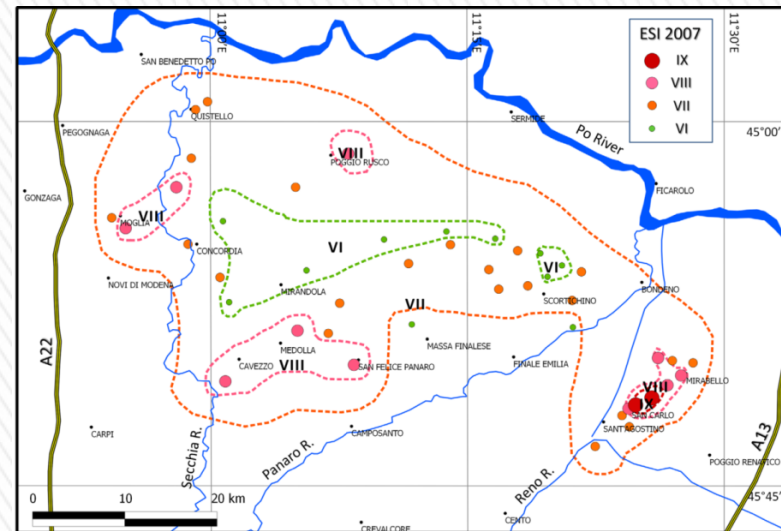 11°00'E
11°15'E
11°30'E
ESI 2007
IX
VIII
VII
VI
SAN BENEDETTO PO
QUISTELLO
PEGOGNAGA
SERMIDE
45°00'
Po River
VIII
POGGIO RUSCO
GONZAGA
FICAROLO
MOGLIA
VIII
CONCORDIA
VI
VI
NOVI DI MODENA
MIRANDOLA
SCORTICHINO
BONDENO
VII
MASSA FINALESE
MEDOLLA
A22
CAVEZZO
VIII
SAN FELICE PANARO
FINALE EMILIA
VIII
MIRABELLO
IX
SAN CARLO
CARPI
CAMPOSANTO
SANT'AGOSTINO
A13
Secchia R.
Panaro R.
Reno R.
POGGIO RENATICO
45°45'
0 10 20 km
CREVALCORE
CENTO